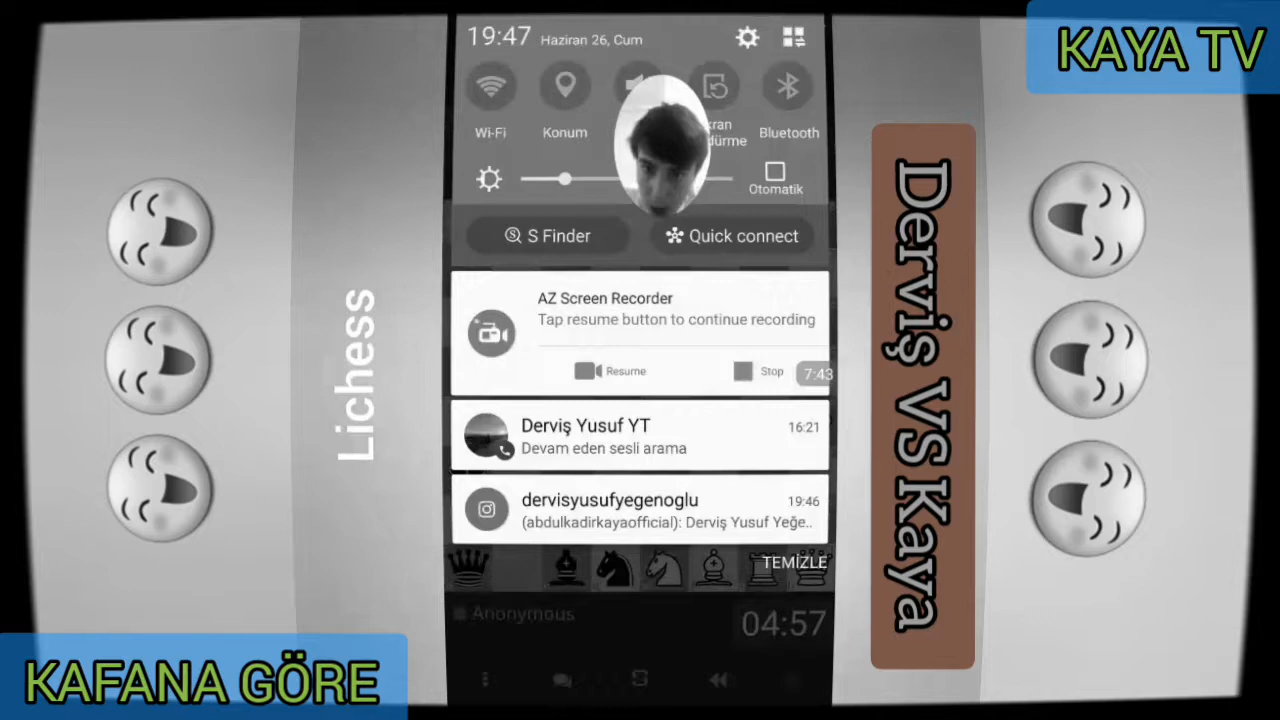 KAYA TV
19:47 Haziran 26, Cum
Wi-Fi
Konum
kran
dürme
Bluetooth
Otomatik
S Finder
Quick connect
AZ Screen Recorder
Tap resume button to continue recording
Resume
Stop
7:43
Derviş Yusuf YT
16:21
Devam eden sesli arama
dervisyusufyegenoglu
19:46
(abdulkadirkayaofficial): Derviş Yusuf Yeğe..
TEMİZLE
Anonymous
04:57
Lichess
Derviş VS Kaya
KAFANA GÖRE